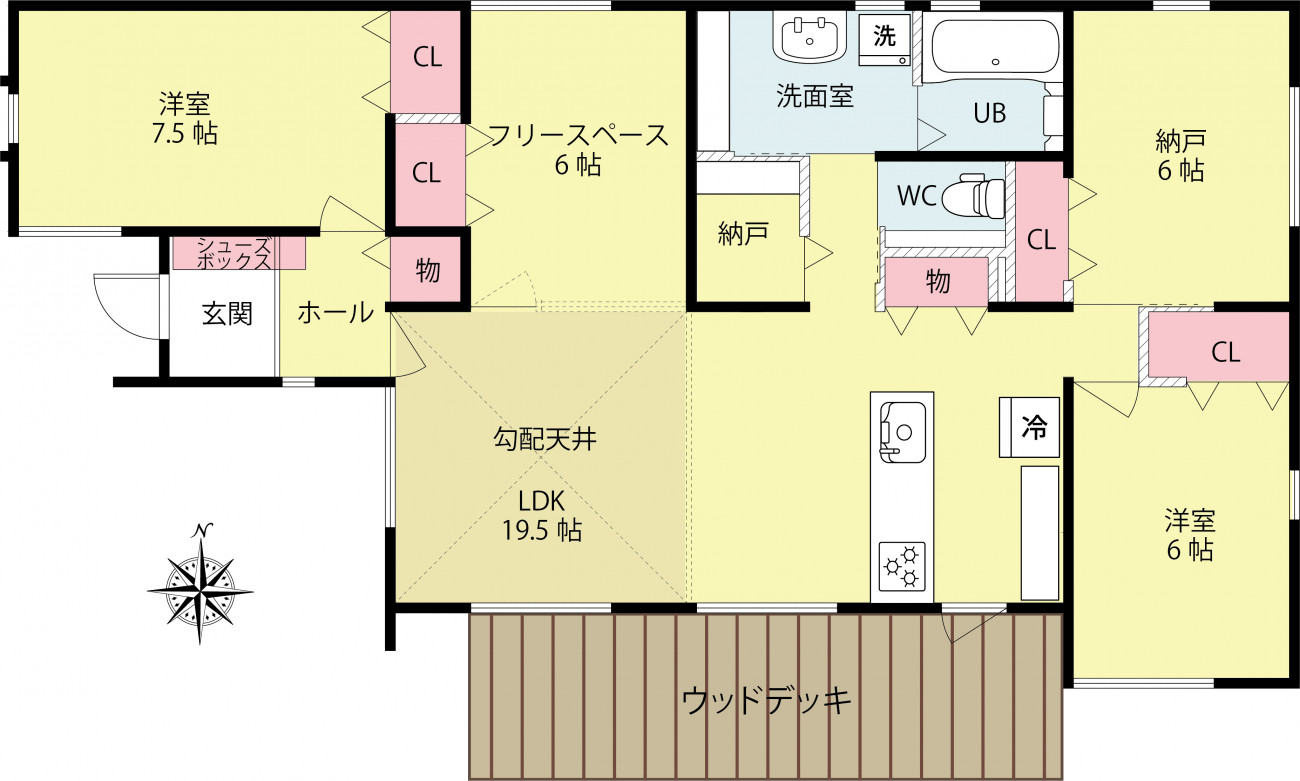 洋室
7.5 帖
CL
CL
フリースペース
6 帖
洗面室
洗
UB
納戸
6 帖
WC
CL
納戸
物
シューズ
ボックス
玄関
ホール
物
CL
勾配天井
LDK
19.5 帖
冷
洋室
6 帖
N
ウッドデッキ